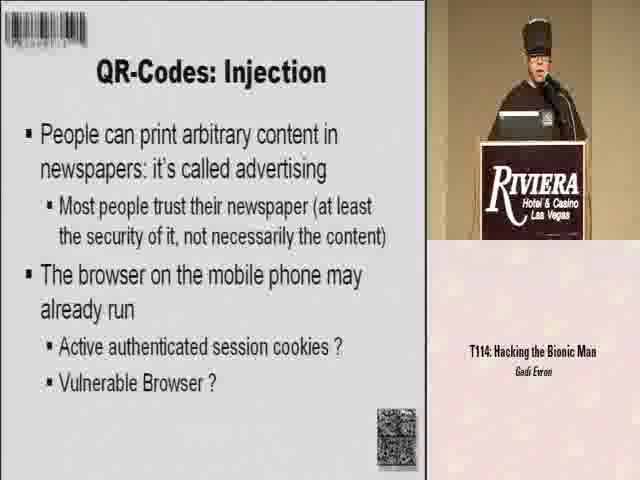 QR-Codes: Injection
▪ People can print arbitrary content in
newspapers: it's called advertising
▪ Most people trust their newspaper (at least
the security of it, not necessarily the content)
▪ The browser on the mobile phone may
already run
▪ Active authenticated session cookies ?
▪ Vulnerable Browser ?
RIVIERA
Hotel & Casino
Las Vegas
T114: Hacking the Bionic Man
Gadi Evron